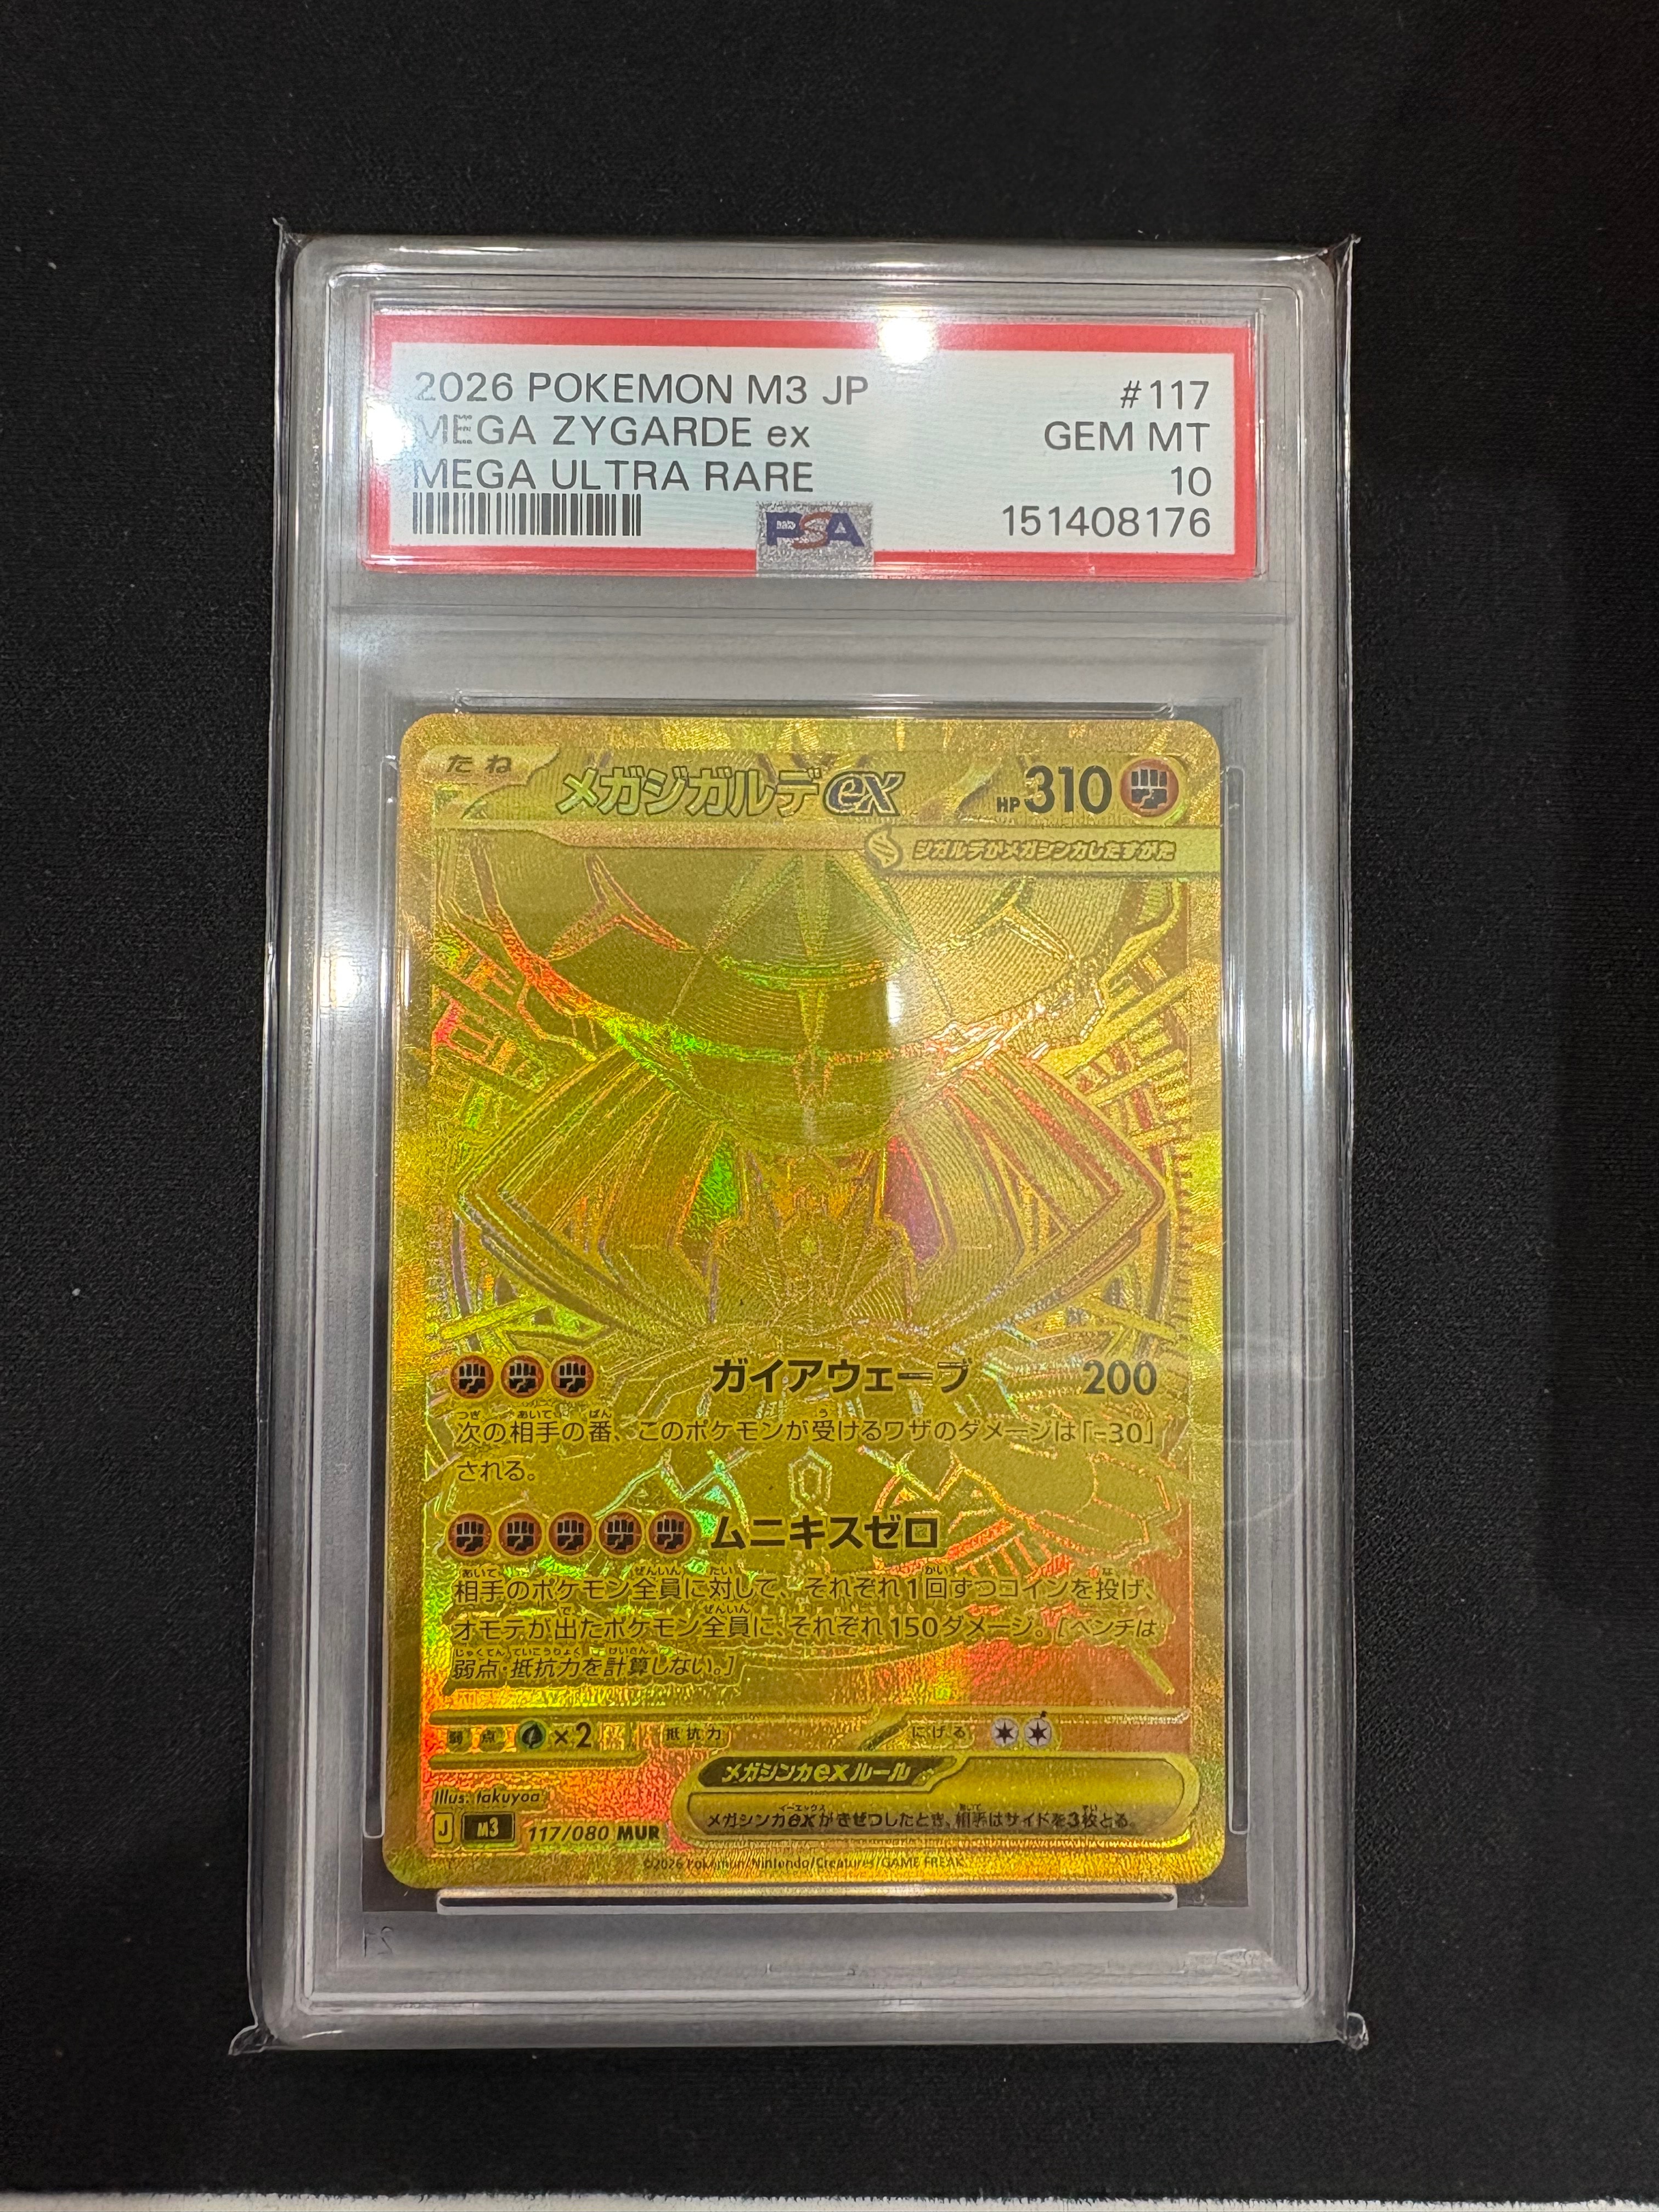 2026 POKEMON M3 JP #117
MEGA ZYGARDE ex GEM MT
MEGA ULTRA RARE 10
PSA 151408176
たね メガジガルデex HP310
ジガルデがメガシンカしたすがた
ガイアウェーブ 200
次の相手の番、このポケモンが受けるワザのダメージは「-30」
される。
ムニキスゼロ
相手のポケモン全員に対して、それぞれ1回ずつコインを投げ、
オモテが出たポケモン全員に、それぞれ150ダメージ。[ベンチは
弱点・抵抗力を計算しない。]
弱点 ×2 抵抗力 にげる
メガシンカexルール
メガシンカexがきぜつしたとき、相手はサイドを3枚とる。
Illus. takuyoa
J M3 117/080 MUR
©2026 Pokémon/Nintendo/Creatures/GAME FREAK